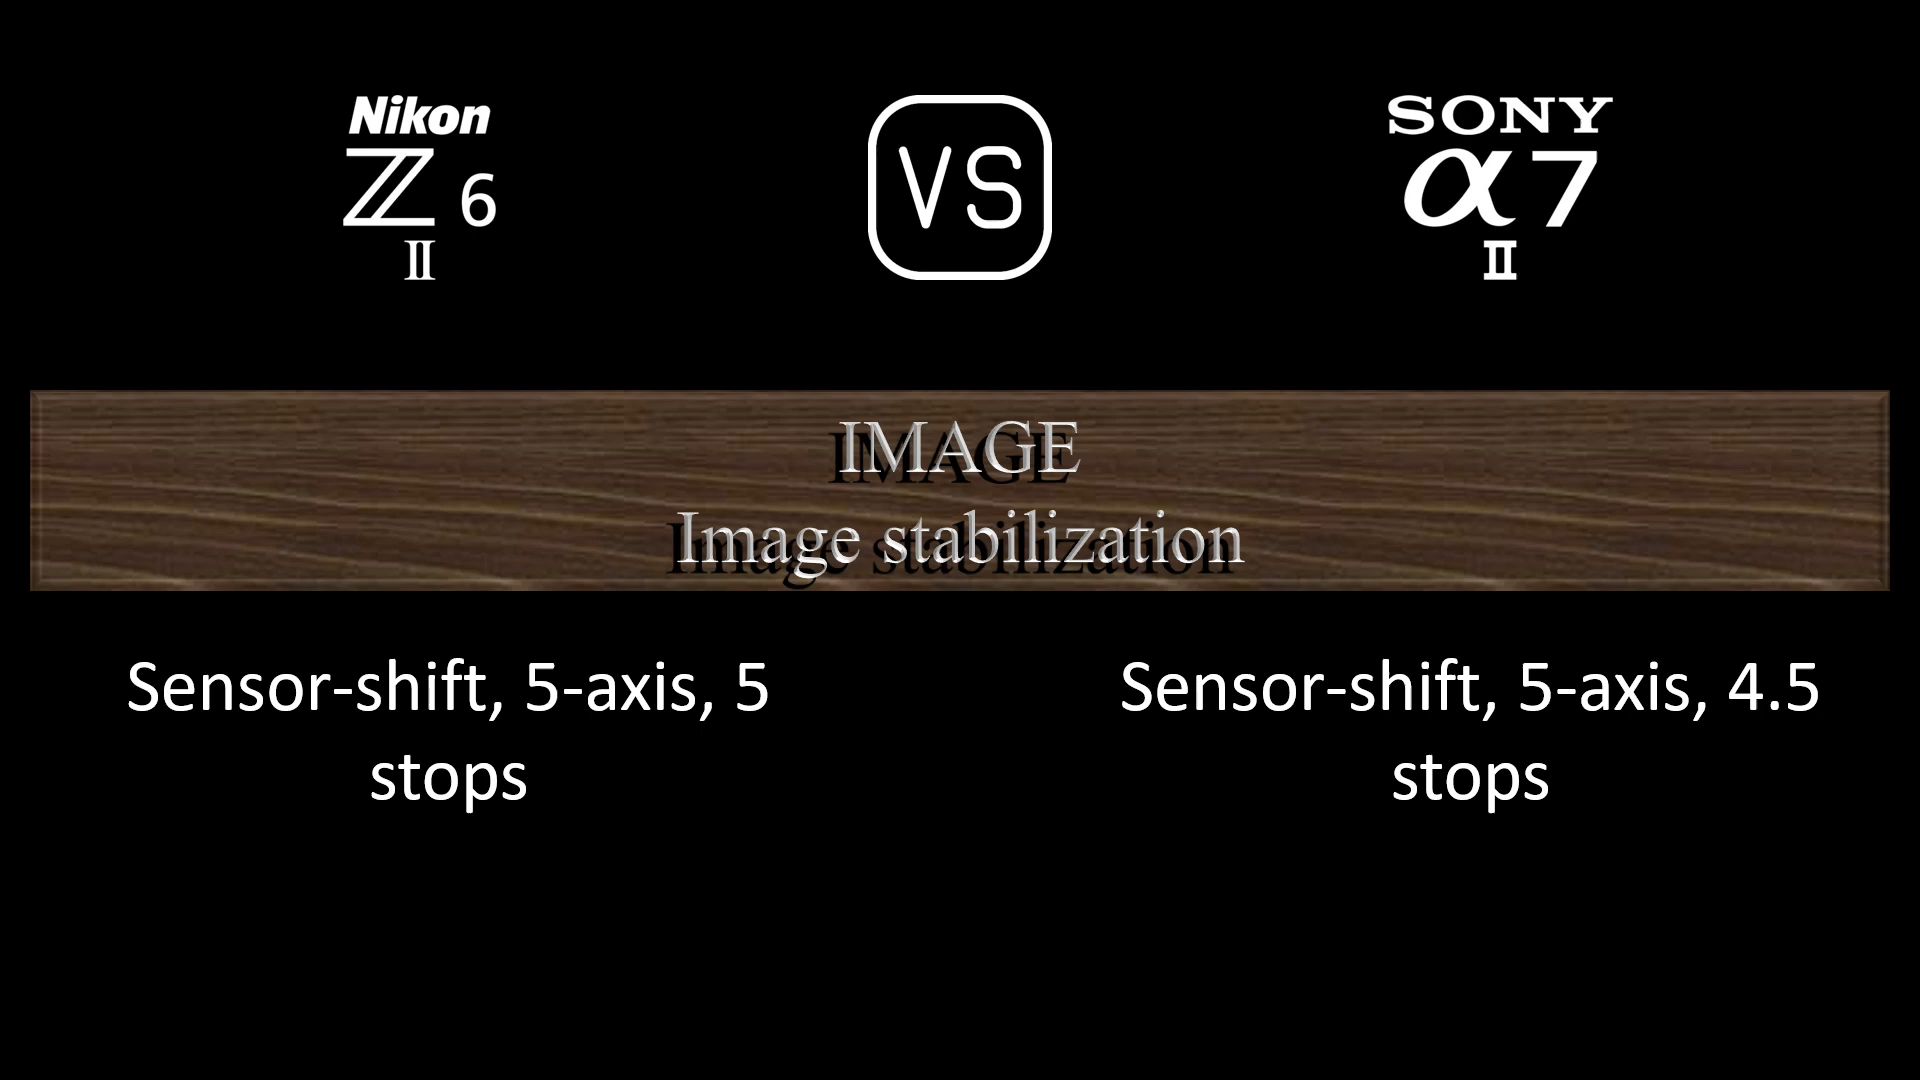 Nikon
Z 6
II
VS
SONY
α7
II
IMAGE
Image stabilization
Sensor-shift, 5-axis, 5
stops
Sensor-shift, 5-axis, 4.5
stops